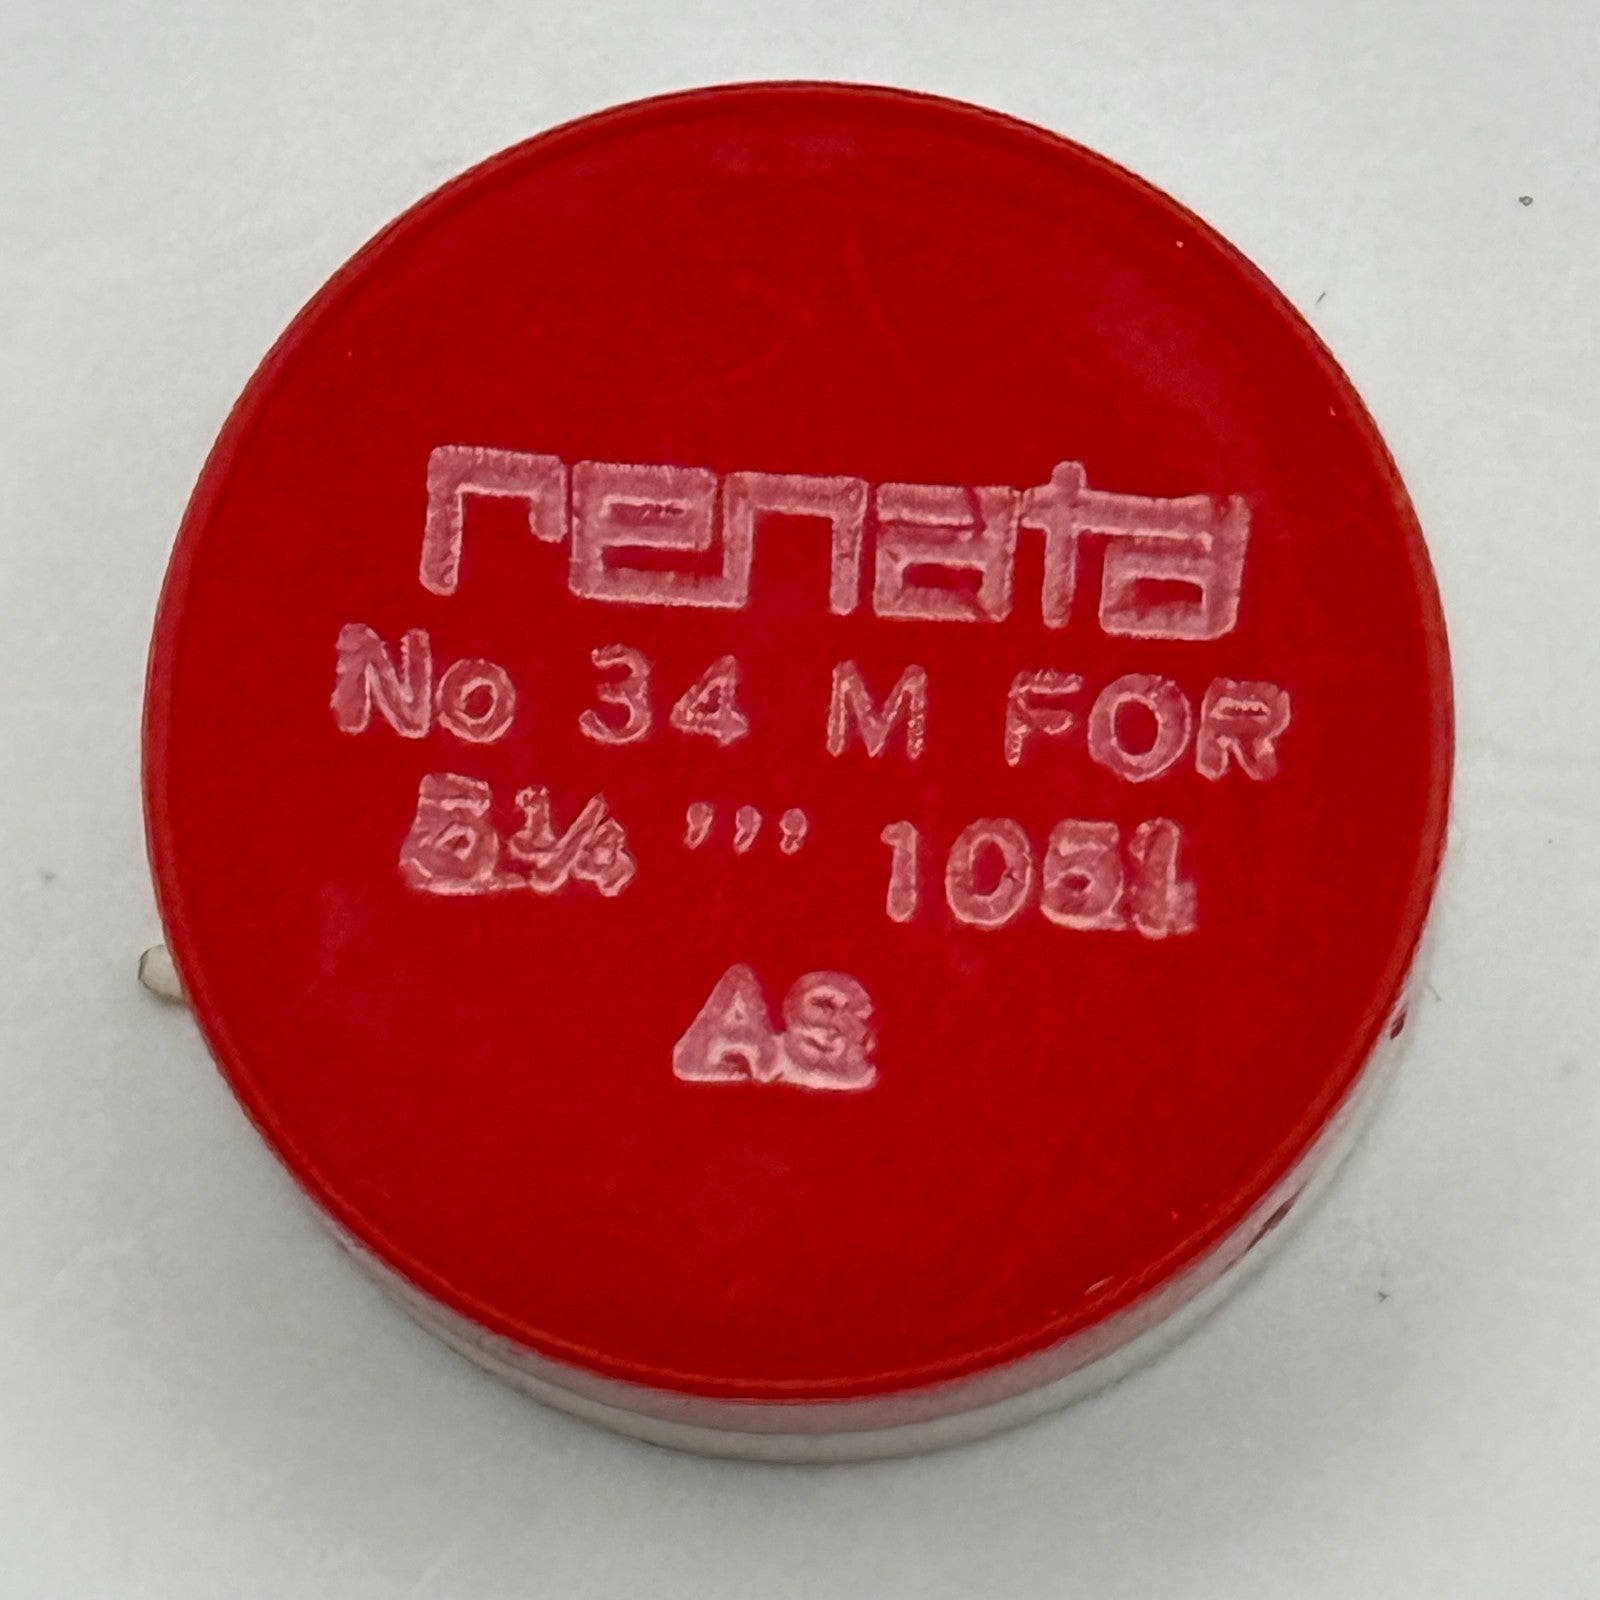 renata
No 34 M FOR
5¼ ''' 1051
AS